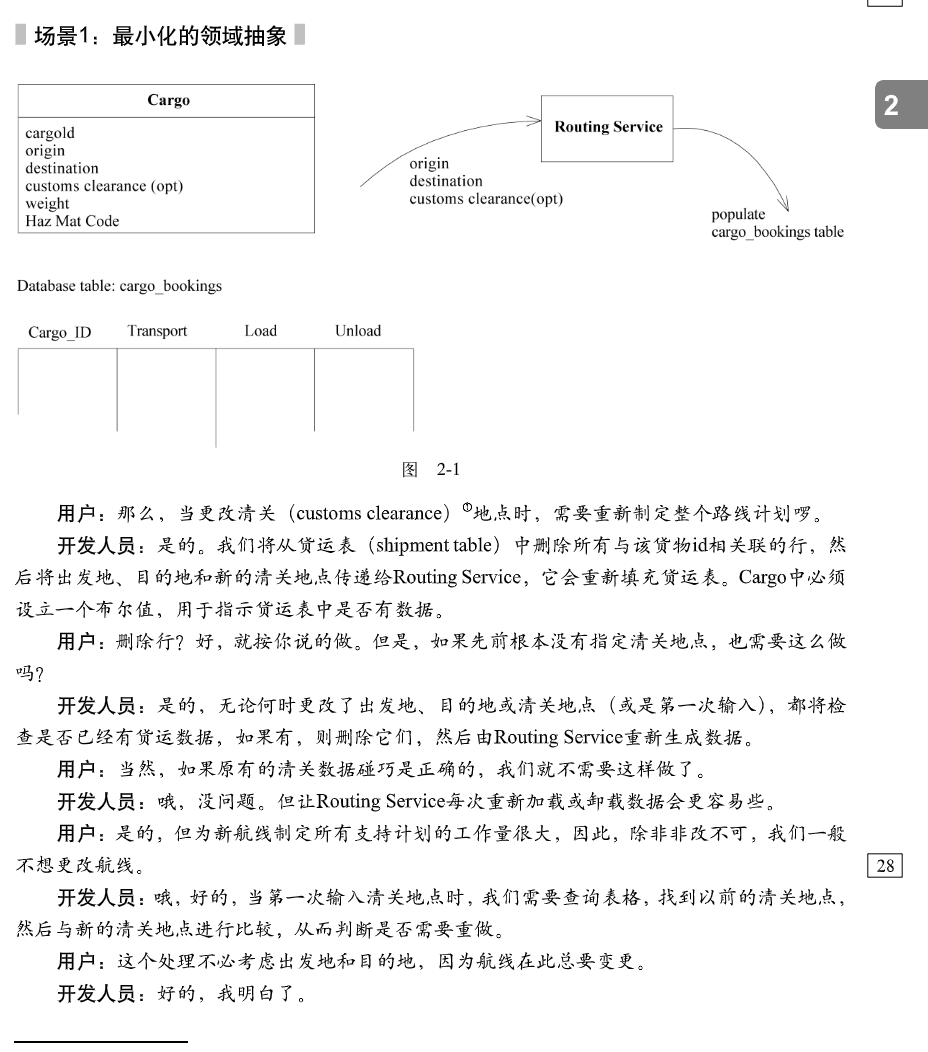 场景1：最小化的领域抽象
2
Cargo
cargold
origin
destination
customs clearance (opt)
weight
Haz Mat Code
origin
destination
customs clearance(opt)
Routing Service
populate
cargo_bookings table
Database table: cargo_bookings
Cargo_ID Transport Load Unload
图 2-1
用户：那么，当更改清关（customs clearance）①地点时，需要重新制定整个路线计划啰。
开发人员：是的。我们将从货运表（shipment table）中删除所有与该货物id相关联的行，然
后将出发地、目的地和新的清关地点传递给Routing Service，它会重新填充货运表。Cargo中必须
设立一个布尔值，用于指示货运表中是否有数据。
用户：删除行？好，就按你说的做。但是，如果先前根本没有指定清关地点，也需要这么做
吗？
开发人员：是的，无论何时更改了出发地、目的地或清关地点（或是第一次输入），都将检
查是否已经有货运数据，如果有，则删除它们，然后由Routing Service重新生成数据。
用户：当然，如果原有的清关数据碰巧是正确的，我们就不需要这样做了。
开发人员：哦，没问题。但让Routing Service每次重新加载或卸载数据会更容易些。
用户：是的，但为新航线制定所有支持计划的工作量很大，因此，除非非改不可，我们一般
不想更改航线。
28
开发人员：哦，好的，当第一次输入清关地点时，我们需要查询表格，找到以前的清关地点，
然后与新的清关地点进行比较，从而判断是否需要重做。
用户：这个处理不必考虑出发地和目的地，因为航线在此总要变更。
开发人员：好的，我明白了。